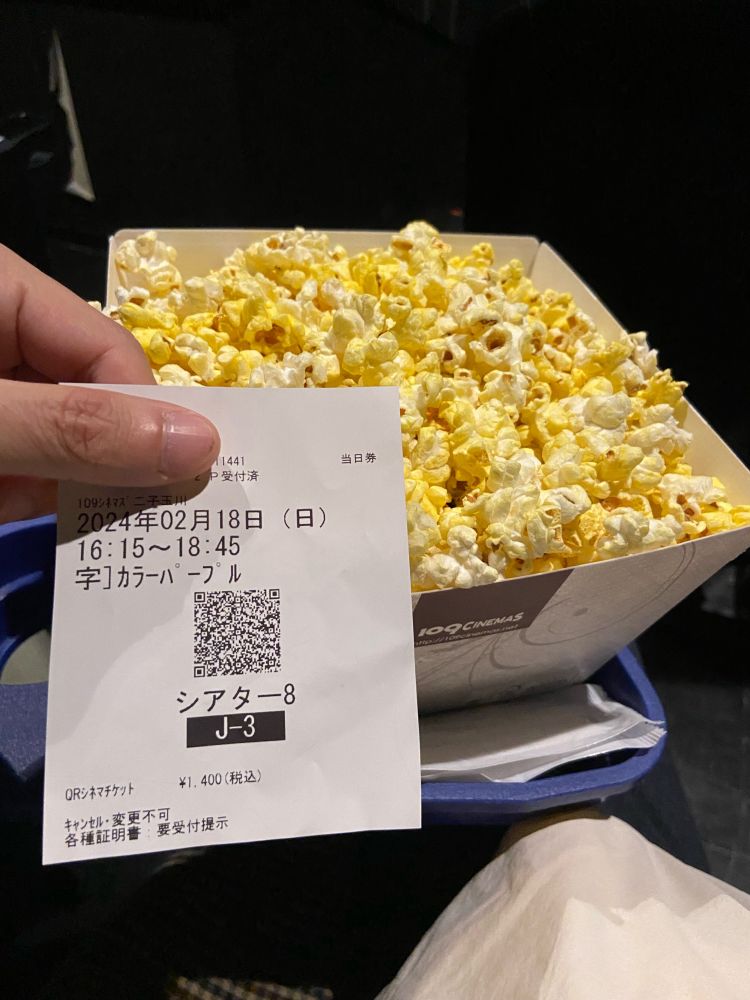 11441 当日券
P受付済
109シネマズ 二子玉川
2024年02月18日（日）
16:15～18:45
字]カラーパープル
シアター8
J-3
QRシネマチケット ¥1,400(税込)
キャンセル・変更不可
各種証明書：要受付提示
109CINEMAS
http://109cinemas.net